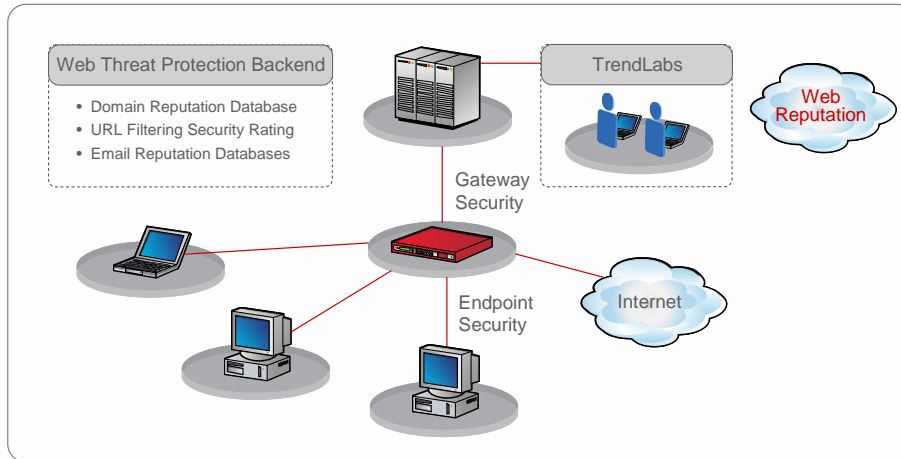 Web Threat Protection Backend
• Domain Reputation Database
• URL Filtering Security Rating
• Email Reputation Databases
TrendLabs
Web
Reputation
Gateway
Security
Endpoint
Security
Internet